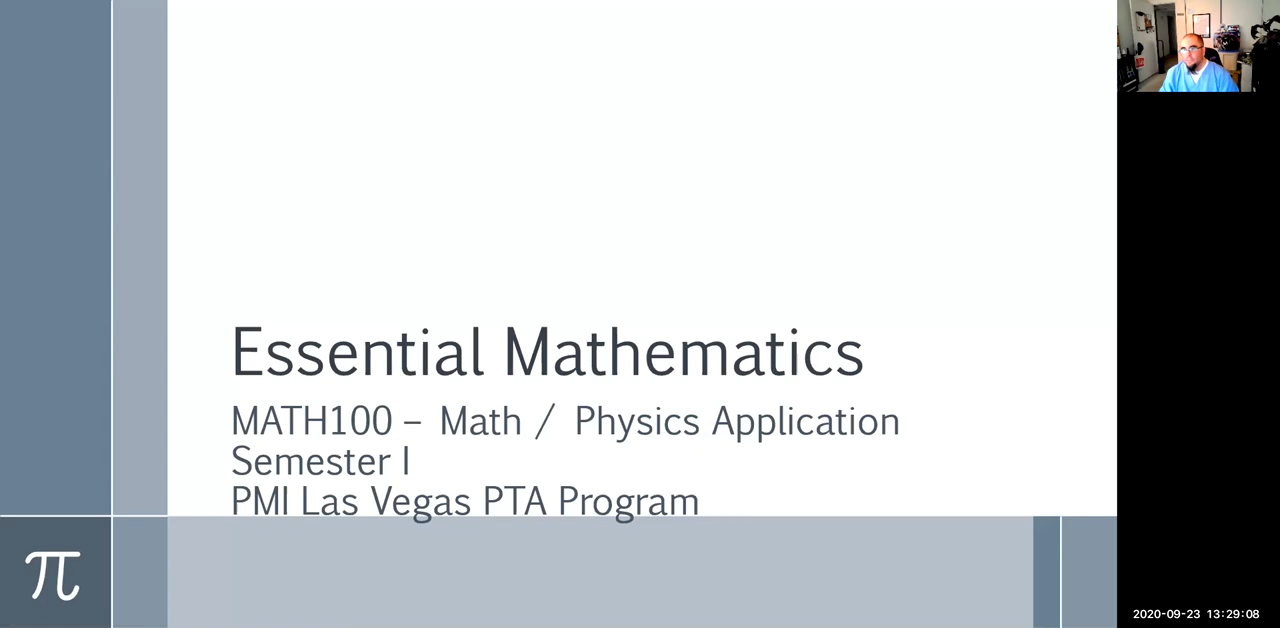 Essential Mathematics
MATH100 – Math / Physics Application
Semester I
PMI Las Vegas PTA Program
π
2020-09-23 13:29:08